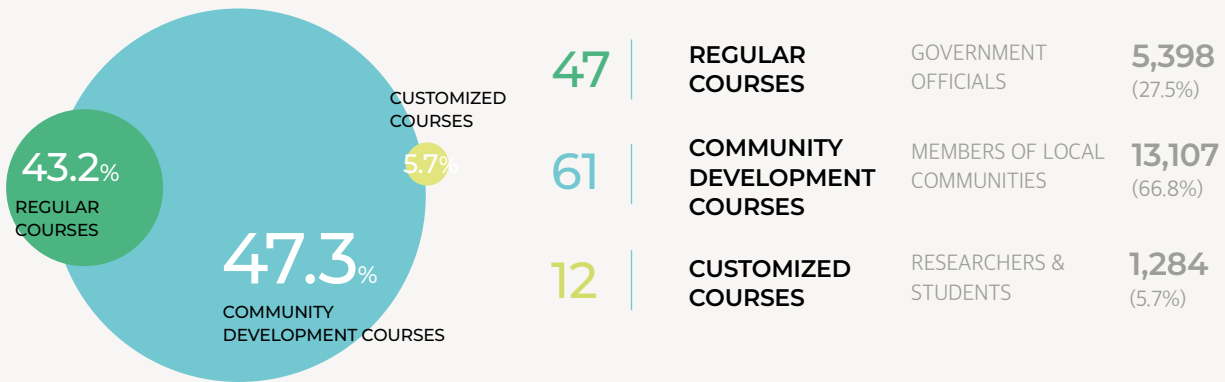 43.2%
REGULAR
COURSES
CUSTOMIZED
COURSES
5.7%
47.3%
COMMUNITY
DEVELOPMENT COURSES
47
REGULAR
COURSES
GOVERNMENT
OFFICIALS
5,398
(27.5%)
61
COMMUNITY
DEVELOPMENT
COURSES
MEMBERS OF LOCAL
COMMUNITIES
13,107
(66.8%)
12
CUSTOMIZED
COURSES
RESEARCHERS &
STUDENTS
1,284
(5.7%)